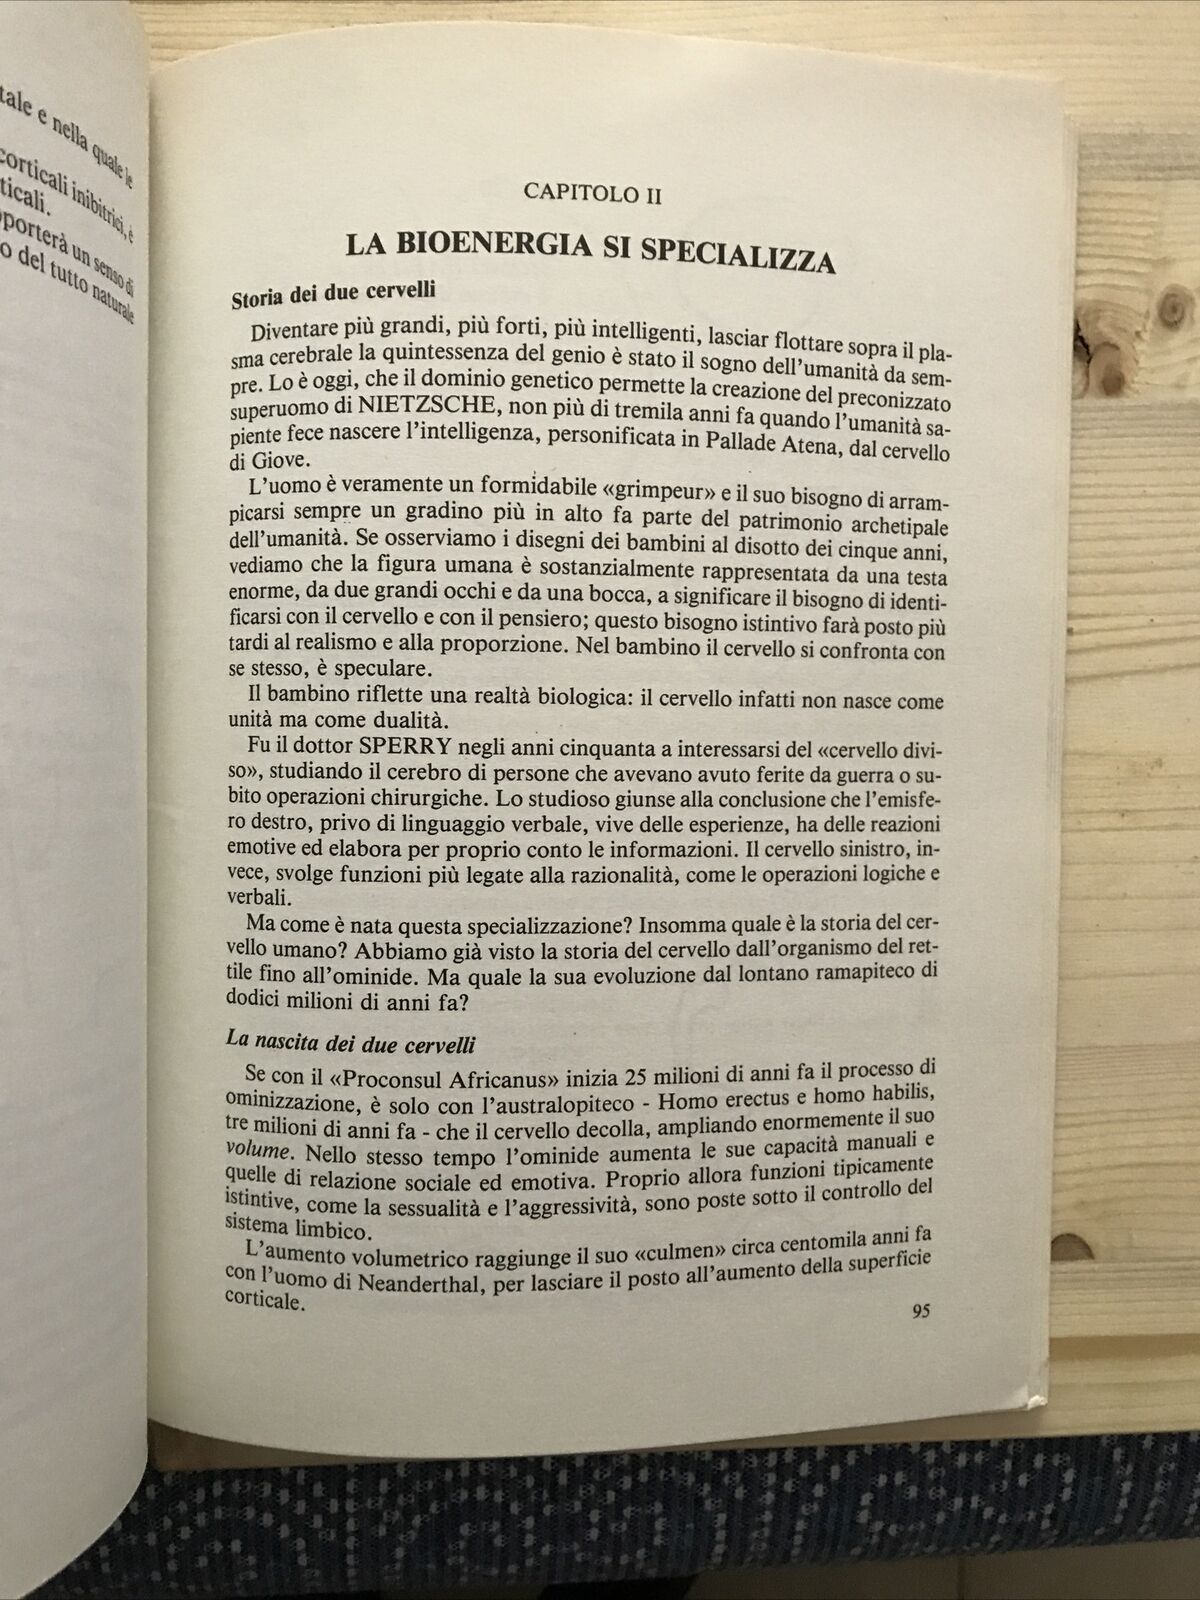 tale e nella quale le
corticali inibitrici, è
ticali.
pporterà un senso di
o del tutto naturale
CAPITOLO II
LA BIOENERGIA SI SPECIALIZZA
Storia dei due cervelli
Diventare più grandi, più forti, più intelligenti, lasciar flottare sopra il pla-
sma cerebrale la quintessenza del genio è stato il sogno dell'umanità da sem-
pre. Lo è oggi, che il dominio genetico permette la creazione del preconizzato
superuomo di NIETZSCHE, non più di tremila anni fa quando l'umanità sa-
piente fece nascere l'intelligenza, personificata in Pallade Atena, dal cervello
di Giove.
L'uomo è veramente un formidabile «grimpeur» e il suo bisogno di arram-
picarsi sempre un gradino più in alto fa parte del patrimonio archetipale
dell'umanità. Se osserviamo i disegni dei bambini al disotto dei cinque anni,
vediamo che la figura umana è sostanzialmente rappresentata da una testa
enorme, da due grandi occhi e da una bocca, a significare il bisogno di identi-
ficarsi con il cervello e con il pensiero; questo bisogno istintivo farà posto più
tardi al realismo e alla proporzione. Nel bambino il cervello si confronta con
se stesso, è speculare.
Il bambino riflette una realtà biologica: il cervello infatti non nasce come
unità ma come dualità.
Fu il dottor SPERRY negli anni cinquanta a interessarsi del «cervello divi-
so», studiando il cerebro di persone che avevano avuto ferite da guerra o su-
bito operazioni chirurgiche. Lo studioso giunse alla conclusione che l'emisfe-
ro destro, privo di linguaggio verbale, vive delle esperienze, ha delle reazioni
emotive ed elabora per proprio conto le informazioni. Il cervello sinistro, in-
vece, svolge funzioni più legate alla razionalità, come le operazioni logiche e
verbali.
Ma come è nata questa specializzazione? Insomma quale è la storia del cer-
vello umano? Abbiamo già visto la storia del cervello dall'organismo del ret-
tile fino all'ominide. Ma quale la sua evoluzione dal lontano ramapiteco di
dodici milioni di anni fa?
La nascita dei due cervelli
Se con il «Proconsul Africanus» inizia 25 milioni di anni fa il processo di
ominizzazione, è solo con l'australopiteco - Homo erectus e homo habilis,
tre milioni di anni fa - che il cervello decolla, ampliando enormemente il suo
volume. Nello stesso tempo l'ominide aumenta le sue capacità manuali e
quelle di relazione sociale ed emotiva. Proprio allora funzioni tipicamente
istintive, come la sessualità e l'aggressività, sono poste sotto il controllo del
sistema limbico.
L'aumento volumetrico raggiunge il suo «culmen» circa centomila anni fa
con l'uomo di Neanderthal, per lasciare il posto all'aumento della superficie
corticale.
95